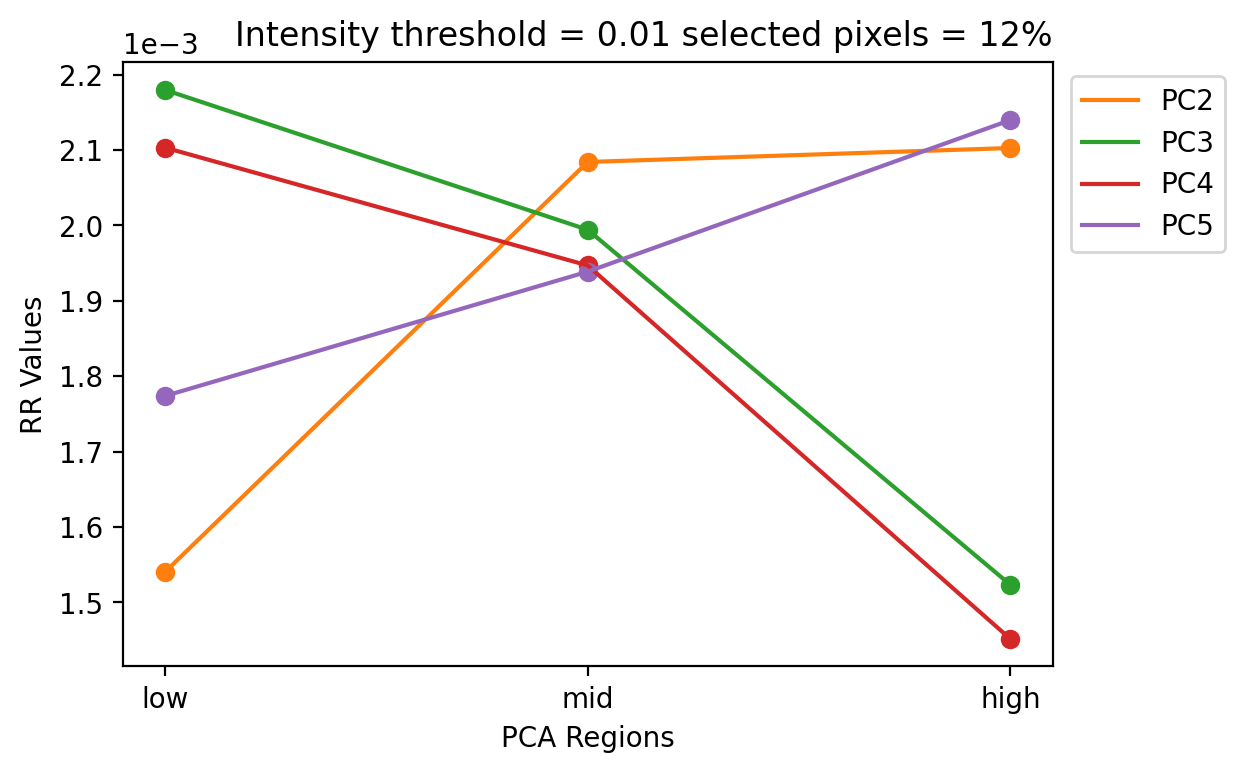 Intensity threshold = 0.01 selected pixels = 12%
1e−3
2.2
2.1
2.0
1.9
1.8
1.7
1.6
1.5
RR Values
low mid high
PCA Regions
PC2
PC3
PC4
PC5